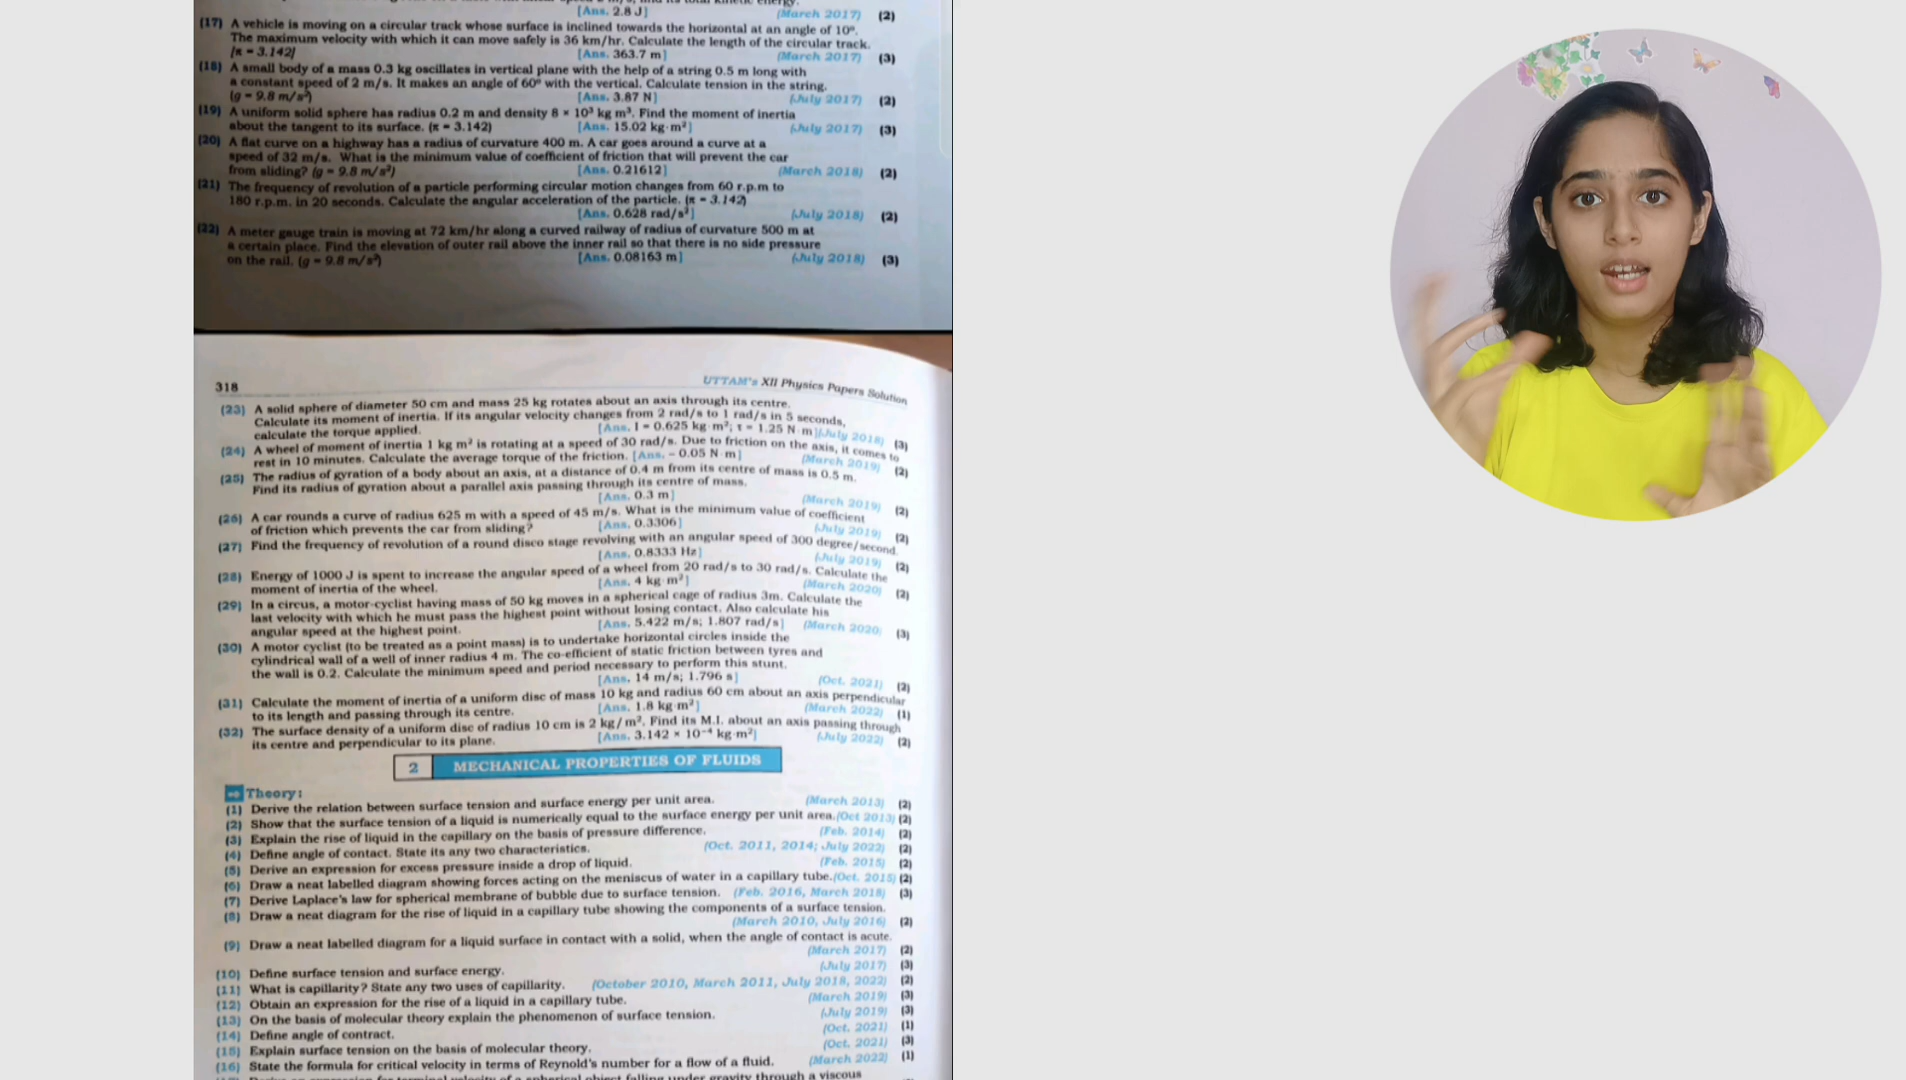 [Ans. 2.8 J] (March 2017) (2)
(17) A vehicle is moving on a circular track whose surface is inclined towards the horizontal at an angle of 10°.
The maximum velocity with which it can move safely is 36 km/hr. Calculate the length of the circular track.
[π = 3.142] [Ans. 363.7 m] (March 2017) (3)
(18) A small body of a mass 0.3 kg oscillates in vertical plane with the help of a string 0.5 m long with
a constant speed of 2 m/s. It makes an angle of 60° with the vertical. Calculate tension in the string.
(g = 9.8 m/s²) [Ans. 3.87 N] (July 2017) (2)
(19) A uniform solid sphere has radius 0.2 m and density 8 × 10³ kg m³. Find the moment of inertia
about the tangent to its surface. (π = 3.142) [Ans. 15.02 kg·m²] (July 2017) (3)
(20) A flat curve on a highway has a radius of curvature 400 m. A car goes around a curve at a
speed of 32 m/s. What is the minimum value of coefficient of friction that will prevent the car
from sliding? (g = 9.8 m/s²) [Ans. 0.21612] (March 2018) (2)
(21) The frequency of revolution of a particle performing circular motion changes from 60 r.p.m to
180 r.p.m. in 20 seconds. Calculate the angular acceleration of the particle. (π = 3.142)
[Ans. 0.628 rad/s²] (July 2018) (2)
(22) A meter gauge train is moving at 72 km/hr along a curved railway of radius of curvature 500 m at
a certain place. Find the elevation of outer rail above the inner rail so that there is no side pressure
on the rail. (g = 9.8 m/s²) [Ans. 0.08163 m] (July 2018) (3)
318 UTTAM's XII Physics Papers Solution
(23) A solid sphere of diameter 50 cm and mass 25 kg rotates about an axis through its centre.
Calculate its moment of inertia. If its angular velocity changes from 2 rad/s to 1 rad/s in 5 seconds,
calculate the torque applied. [Ans. I = 0.625 kg·m²; τ = 1.25 N·m] (July 2018) (3)
(24) A wheel of moment of inertia 1 kg m² is rotating at a speed of 30 rad/s. Due to friction on the axis, it comes to
rest in 10 minutes. Calculate the average torque of the friction. [Ans. – 0.05 N·m] (March 2019) (2)
(25) The radius of gyration of a body about an axis, at a distance of 0.4 m from its centre of mass is 0.5 m.
Find its radius of gyration about a parallel axis passing through its centre of mass.
[Ans. 0.3 m] (March 2019) (2)
(26) A car rounds a curve of radius 625 m with a speed of 45 m/s. What is the minimum value of coefficient
of friction which prevents the car from sliding? [Ans. 0.3306] (July 2019) (2)
(27) Find the frequency of revolution of a round disco stage revolving with an angular speed of 300 degree/second.
[Ans. 0.8333 Hz] (July 2019) (2)
(28) Energy of 1000 J is spent to increase the angular speed of a wheel from 20 rad/s to 30 rad/s. Calculate the
moment of inertia of the wheel. [Ans. 4 kg·m²] (March 2020) (2)
(29) In a circus, a motor-cyclist having mass of 50 kg moves in a spherical cage of radius 3m. Calculate the
last velocity with which he must pass the highest point without losing contact. Also calculate his
angular speed at the highest point. [Ans. 5.422 m/s; 1.807 rad/s] (March 2020) (3)
(30) A motor cyclist (to be treated as a point mass) is to undertake horizontal circles inside the
cylindrical wall of a well of inner radius 4 m. The co-efficient of static friction between tyres and
the wall is 0.2. Calculate the minimum speed and period necessary to perform this stunt.
[Ans. 14 m/s; 1.796 s] (Oct. 2021) (2)
(31) Calculate the moment of inertia of a uniform disc of mass 10 kg and radius 60 cm about an axis perpendicular
to its length and passing through its centre. [Ans. 1.8 kg·m²] (March 2022) (1)
(32) The surface density of a uniform disc of radius 10 cm is 2 kg/m². Find its M.I. about an axis passing through
its centre and perpendicular to its plane. [Ans. 3.142 × 10⁻⁴ kg·m²] (July 2022) (2)
2 MECHANICAL PROPERTIES OF FLUIDS
Theory:
(1) Derive the relation between surface tension and surface energy per unit area. (March 2013) (2)
(2) Show that the surface tension of a liquid is numerically equal to the surface energy per unit area. (Oct 2013) (2)
(3) Explain the rise of liquid in the capillary on the basis of pressure difference. (Feb. 2014) (2)
(4) Define angle of contact. State its any two characteristics. (Oct. 2011, 2014; July 2022) (2)
(5) Derive an expression for excess pressure inside a drop of liquid. (Feb. 2015) (2)
(6) Draw a neat labelled diagram showing forces acting on the meniscus of water in a capillary tube. (Oct. 2015) (2)
(7) Derive Laplace's law for spherical membrane of bubble due to surface tension. (Feb. 2016, March 2018) (3)
(8) Draw a neat diagram for the rise of liquid in a capillary tube showing the components of a surface tension.
(March 2010, July 2016) (2)
(9) Draw a neat labelled diagram for a liquid surface in contact with a solid, when the angle of contact is acute.
(March 2017) (2)
(10) Define surface tension and surface energy. (July 2017) (3)
(11) What is capillarity? State any two uses of capillarity. (October 2010, March 2011, July 2018, 2022) (2)
(12) Obtain an expression for the rise of a liquid in a capillary tube. (March 2019) (3)
(13) On the basis of molecular theory explain the phenomenon of surface tension. (July 2019) (3)
(14) Define angle of contract. (Oct. 2021) (1)
(15) Explain surface tension on the basis of molecular theory. (Oct. 2021) (3)
(16) State the formula for critical velocity in terms of Reynold's number for a flow of a fluid. (March 2022) (1)